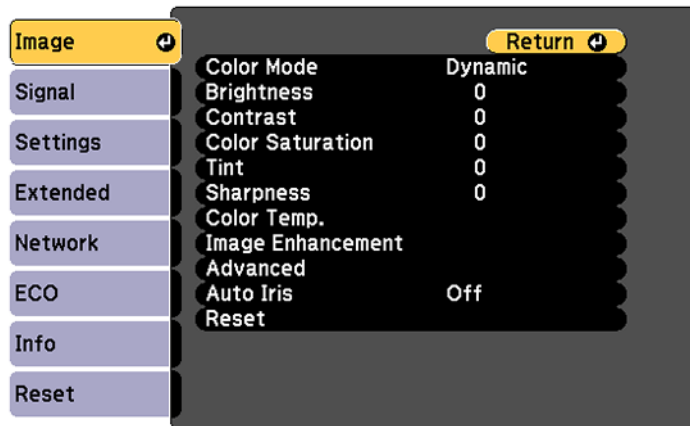 Image
Signal
Settings
Extended
Network
ECO
Info
Reset
Return
Color Mode Dynamic
Brightness 0
Contrast 0
Color Saturation 0
Tint 0
Sharpness 0
Color Temp.
Image Enhancement
Advanced
Auto Iris Off
Reset